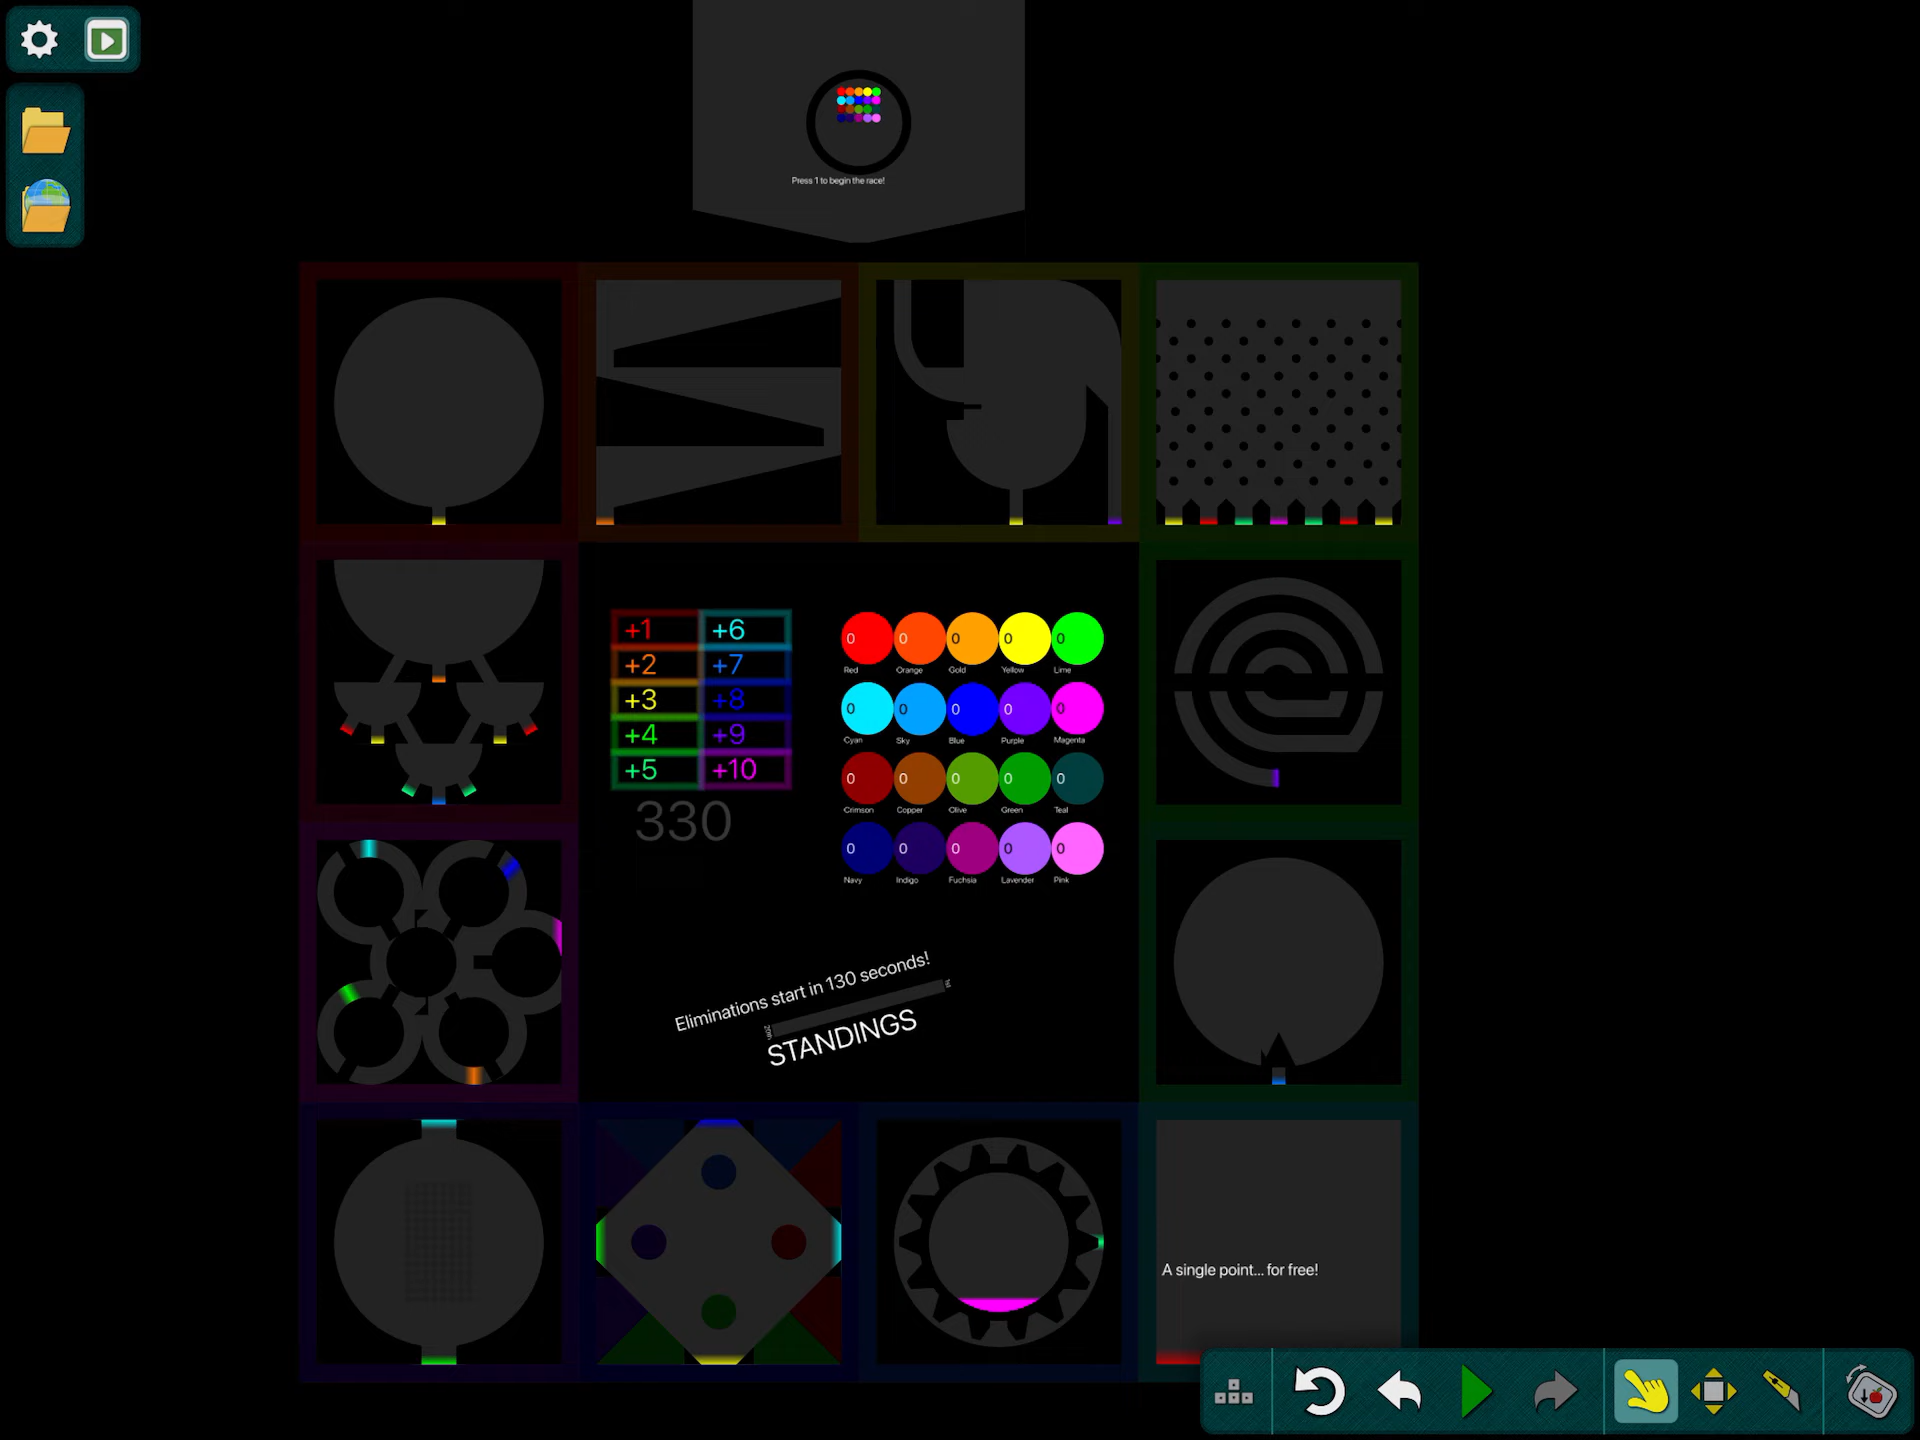 Press 1 to begin the race!
+1 +6
+2 +7
+3 +8
+4 +9
+5 +10
330
0 0 0 0 0
Red Orange Gold Yellow Lime
0 0 0 0 0
Cyan Sky Blue Purple Magenta
0 0 0 0 0
Crimson Copper Olive Green Teal
0 0 0 0 0
Navy Indigo Fuchsia Lavender Pink
Eliminations start in 130 seconds!
20th 1st
STANDINGS
A single point... for free!